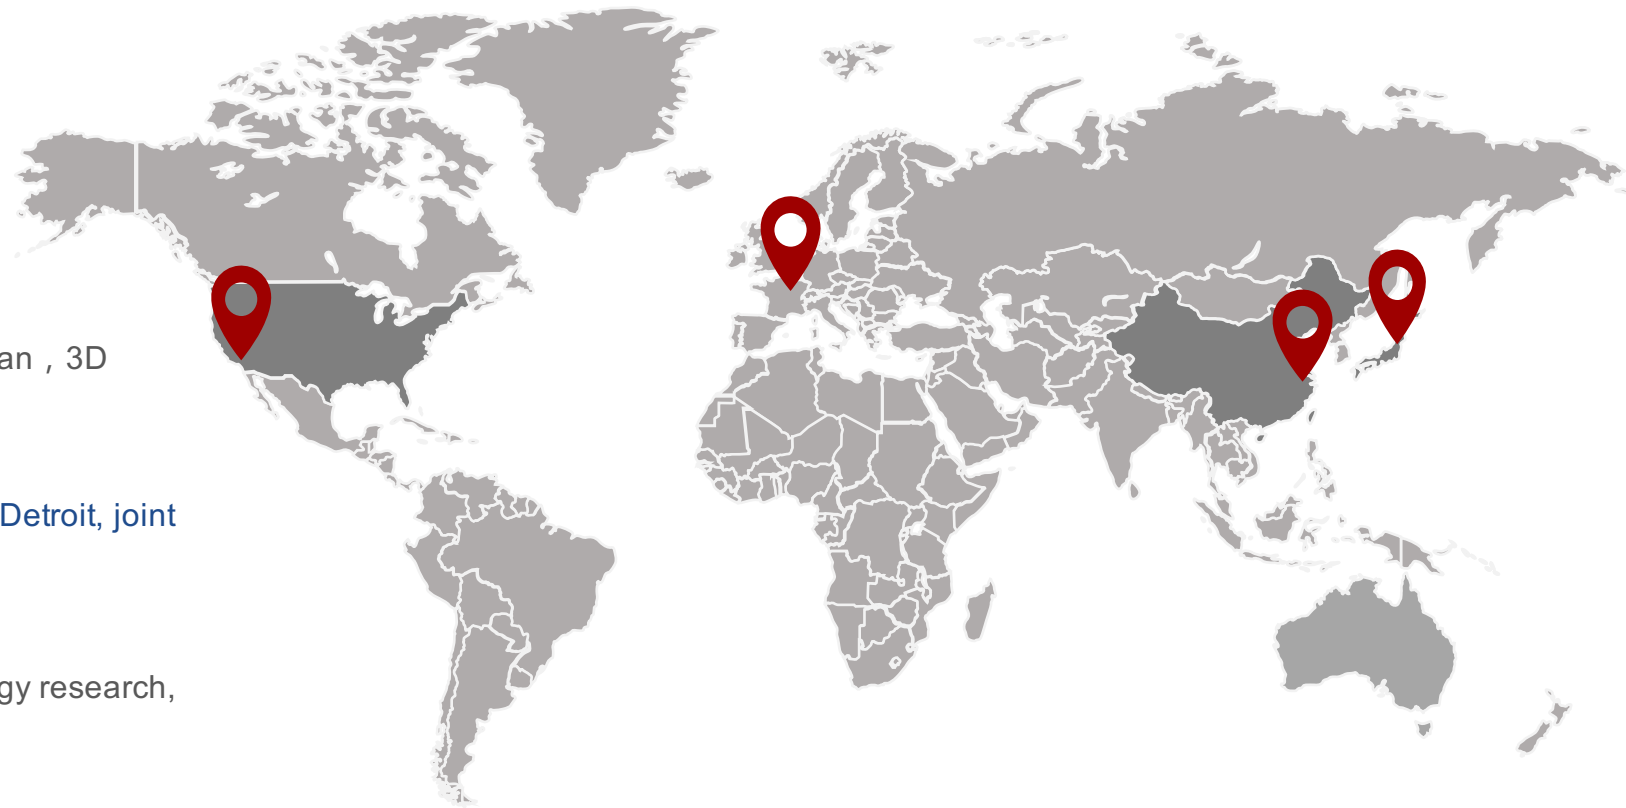 an , 3D
Detroit, joint
gy research,